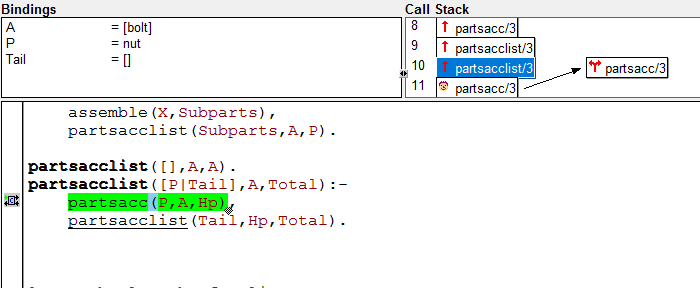 Bindings
A = [bolt]
P = nut
Tail = []
Call Stack
8 partsacc/3
9 partsacclist/3
10 partsacclist/3
11 partsacc/3
partsacc/3
assemble(X,Subparts),
partsacclist(Subparts,A,P).
partsacclist([],A,A).
partsacclist([P|Tail],A,Total):-
partsacc(P,A,Hp),
partsacclist(Tail,Hp,Total).